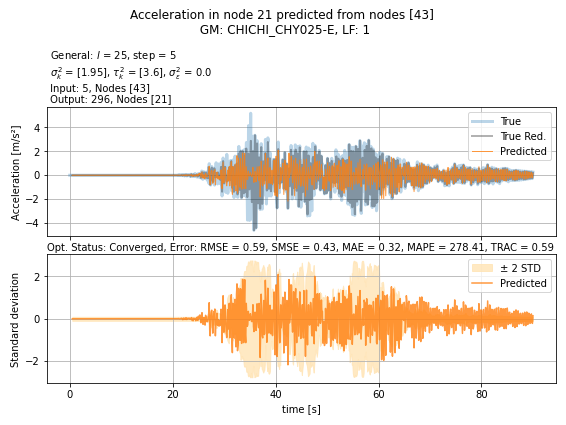 Acceleration in node 21 predicted from nodes [43]
GM: CHICHI_CHY025-E, LF: 1
General: l = 25, step = 5
σ²ₖ = [1.95], τ²ₖ = [3.6], σ²ε = 0.0
Input: 5, Nodes [43]
Output: 296, Nodes [21]
Acceleration [m/s²]
4
2
0
−2
−4
True
True Red.
Predicted
Opt. Status: Converged, Error: RMSE = 0.59, SMSE = 0.43, MAE = 0.32, MAPE = 278.41, TRAC = 0.59
Standard deviation
2
0
−2
± 2 STD
Predicted
0 20 40 60 80
time [s]